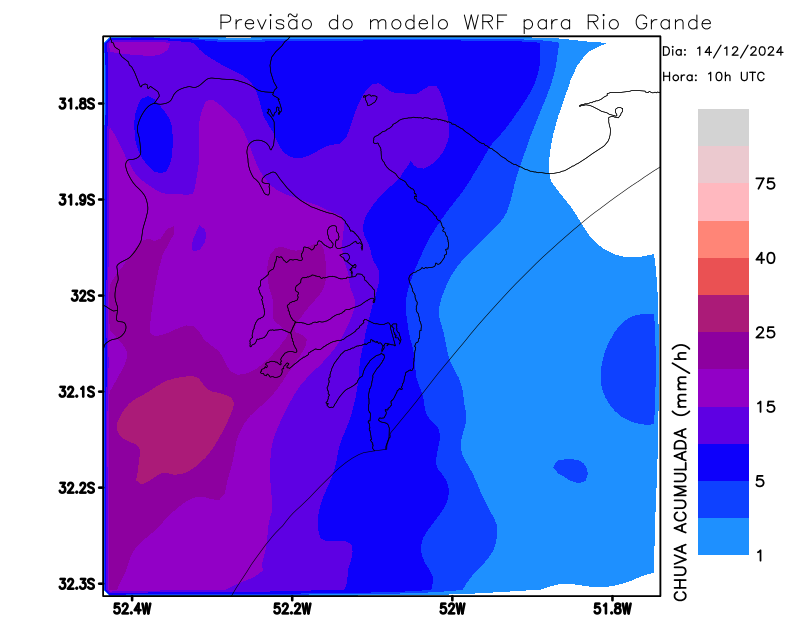 Previsão do modelo WRF para Rio Grande
Dia: 14/12/2024
Hora: 10h UTC
31.8S
31.9S
32S
32.1S
32.2S
32.3S
52.4W
52.2W
52W
51.8W
75
40
25
15
5
1
CHUVA ACUMULADA (mm/h)